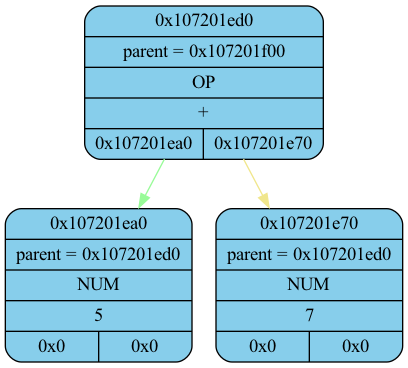 0x107201ed0
parent = 0x107201f00
OP
+
0x107201ea0 0x107201e70
0x107201ea0
parent = 0x107201ed0
NUM
5
0x0 0x0
0x107201e70
parent = 0x107201ed0
NUM
7
0x0 0x0